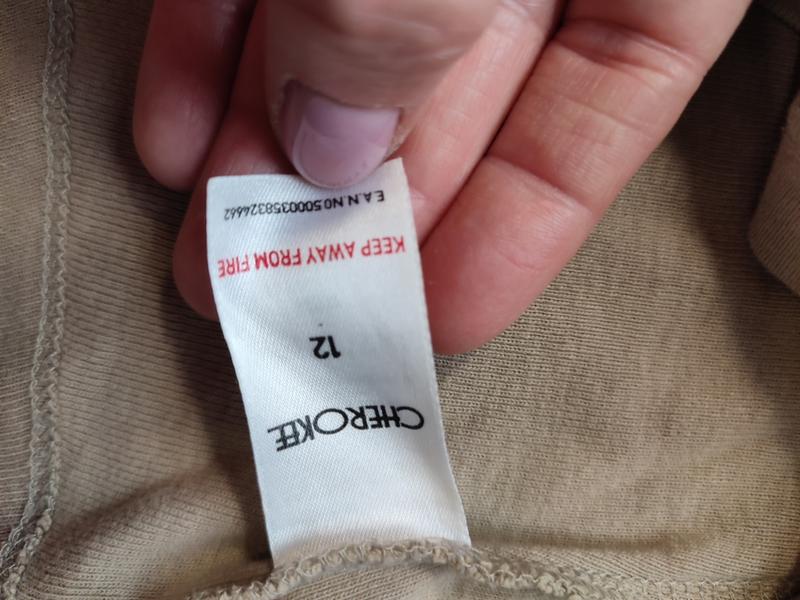 CHEROKEE
12
KEEP AWAY FROM FIRE
E.A.N.NO.5000358324662